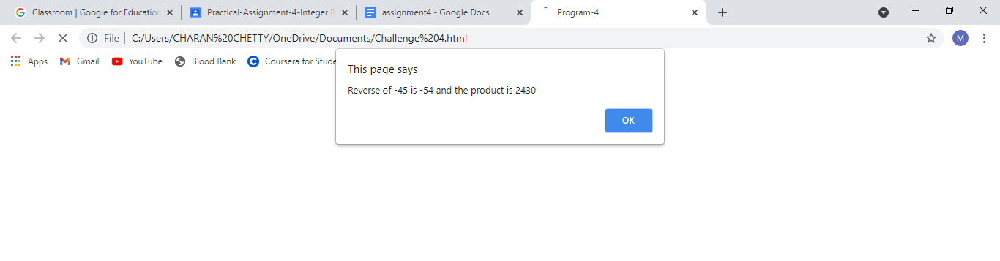 Classroom | Google for Education
Practical-Assignment-4-Integer R
assignment4 - Google Docs
Program-4
File
C:/Users/CHARAN%20CHETTY/OneDrive/Documents/Challenge%204.html
M
Apps
Gmail
YouTube
Blood Bank
Coursera for Stude
This page says
Reverse of -45 is -54 and the product is 2430
OK